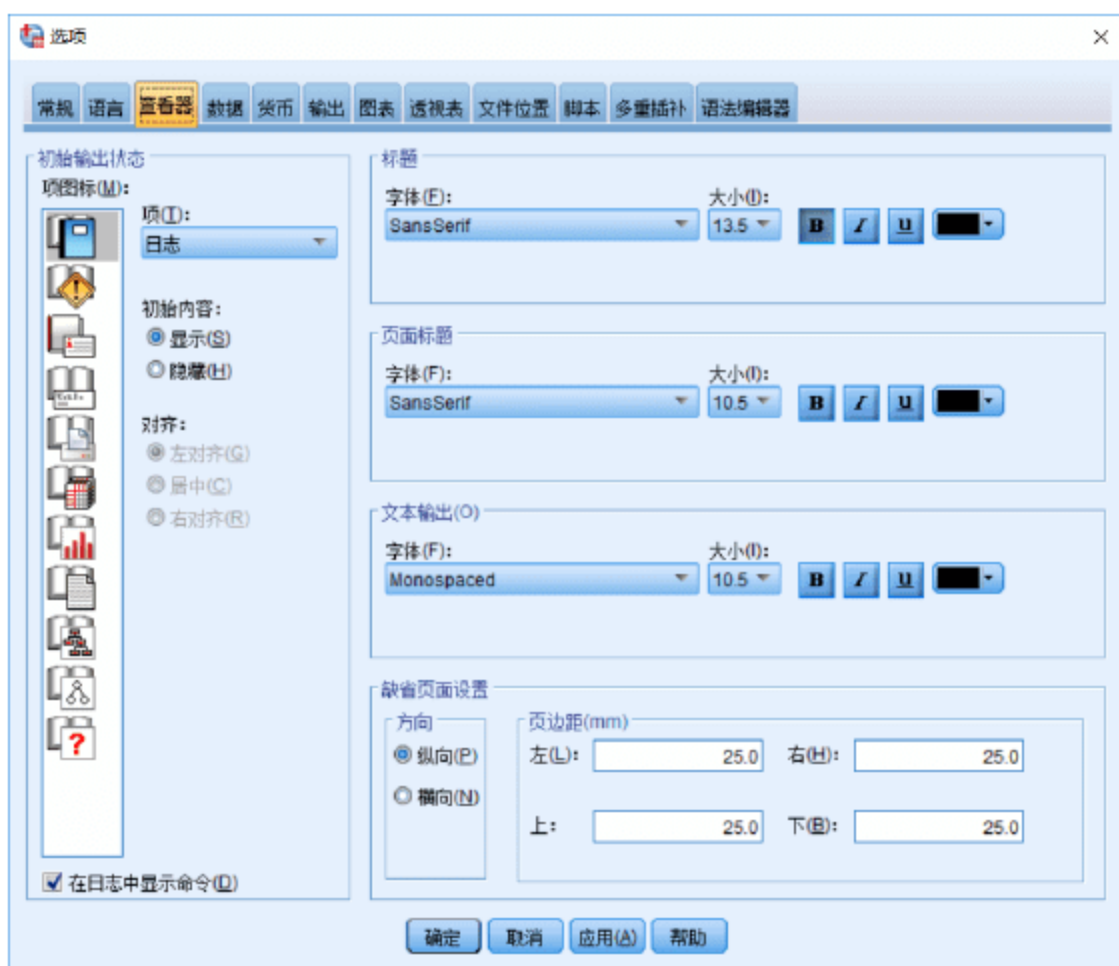 选项
常规 语言 查看器 数据 货币 输出 图表 透视表 文件位置 脚本 多重插补 语法编辑器
初始输出状态
项图标(M):
项(T):
日志
初始内容:
显示(S)
隐藏(H)
对齐:
左对齐(G)
居中(C)
右对齐(R)
在日志中显示命令(D)
标题
字体(F): 大小(I):
SansSerif 13.5 B I U
页面标题
字体(F): 大小(I):
SansSerif 10.5 B I U
文本输出(O)
字体(F): 大小(I):
Monospaced 10.5 B I U
缺省页面设置
方向
纵向(P)
横向(N)
页边距(mm)
左(L): 25.0 右(H): 25.0
上: 25.0 下(B): 25.0
确定 取消 应用(A) 帮助